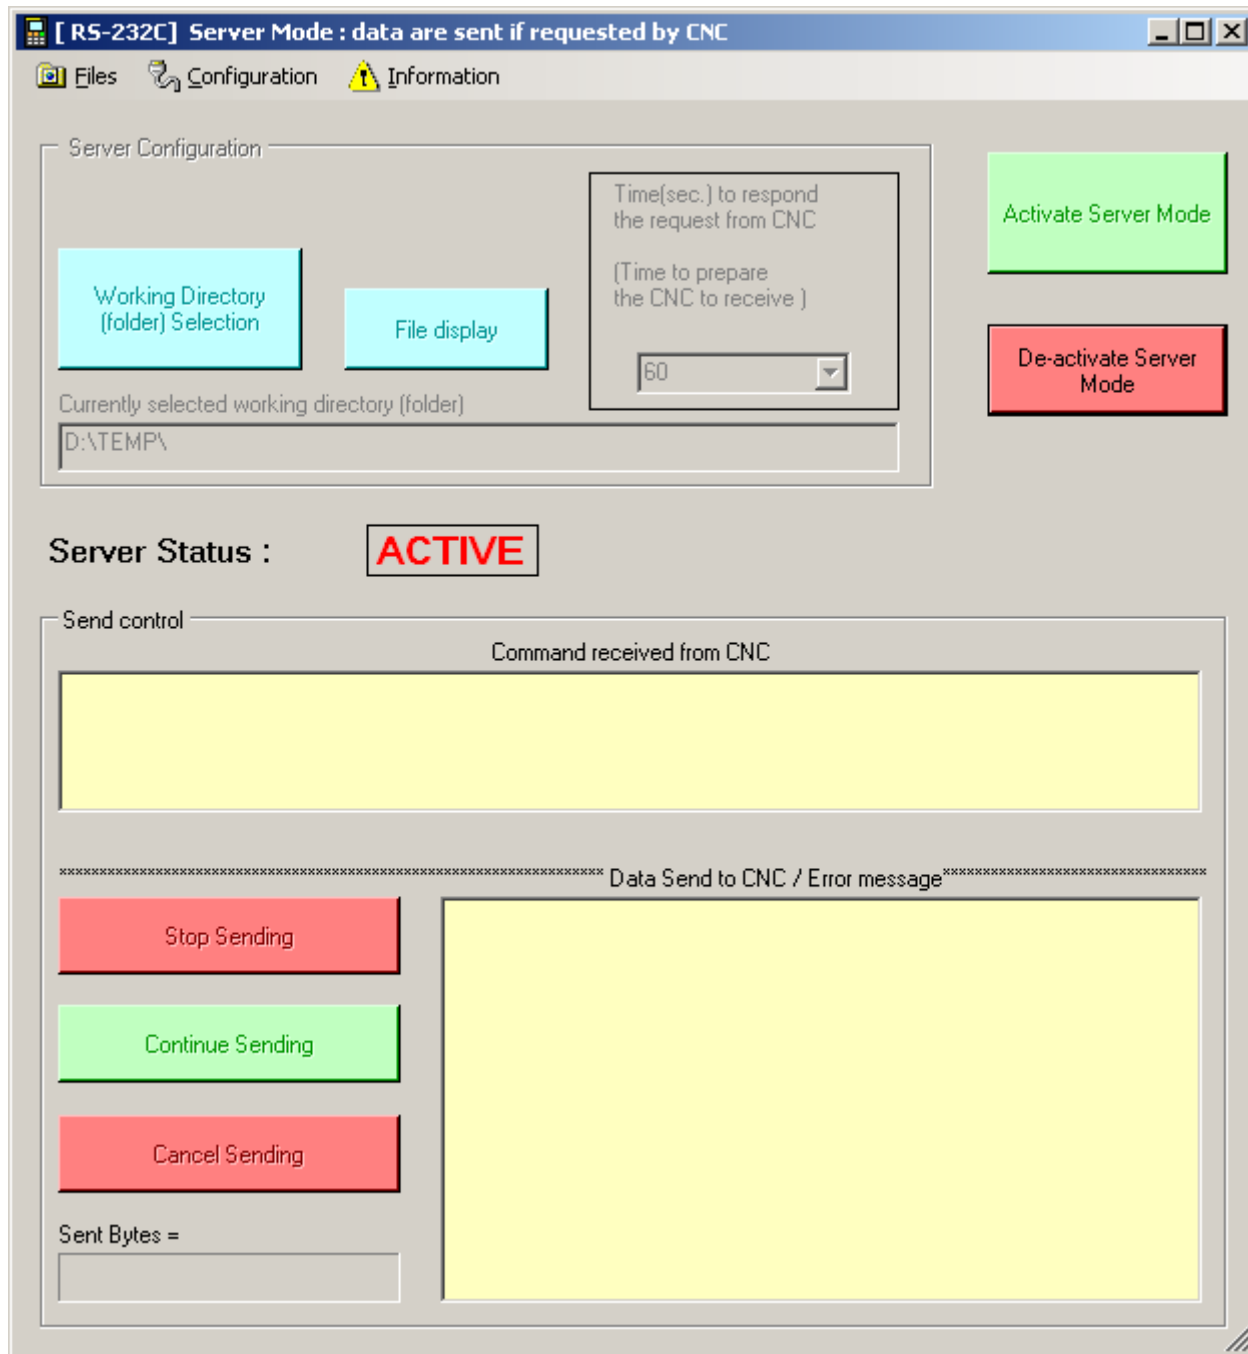 [ RS-232C] Server Mode : data are sent if requested by CNC
Files Configuration Information
Server Configuration
Time(sec.) to respond
the request from CNC
(Time to prepare
the CNC to receive )
60
Working Directory
(folder) Selection
File display
Currently selected working directory (folder)
D:\TEMP\
Activate Server Mode
De-activate Server
Mode
Server Status :
ACTIVE
Send control
Command received from CNC
Data Send to CNC / Error message
Stop Sending
Continue Sending
Cancel Sending
Sent Bytes =